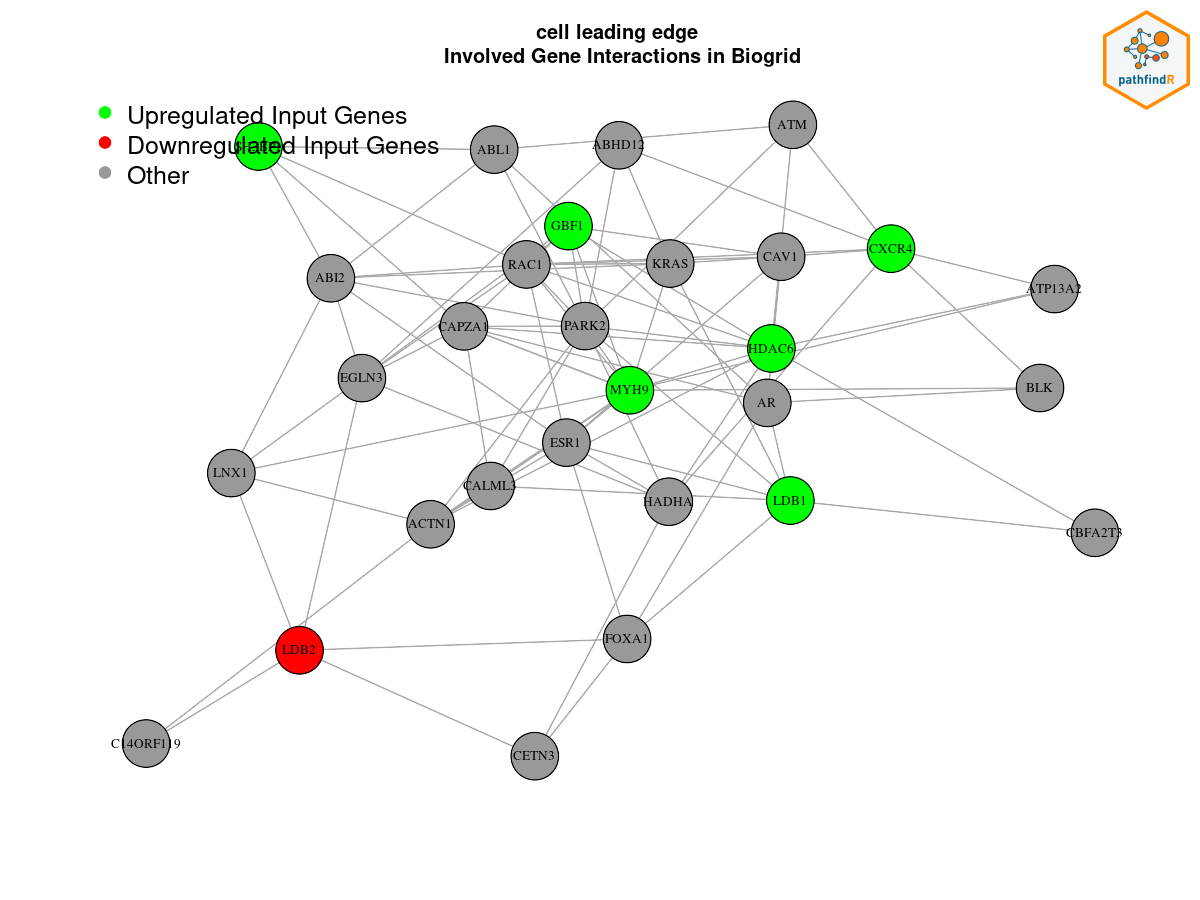 cell leading edge
Involved Gene Interactions in Biogrid
pathfindR
Upregulated Input Genes
Downregulated Input Genes
Other
ATM
ABL1
ABHD12
GBF1
CXCR4
RAC1
KRAS
CAV1
ABI2
ATP13A2
CAPZA1
PARK2
HDAC6
EGLN3
MYH9
BLK
AR
ESR1
LNX1
CALML3
HADHA
LDB1
ACTN1
CBFA2T3
FOXA1
LDB2
C14ORF119
CETN3